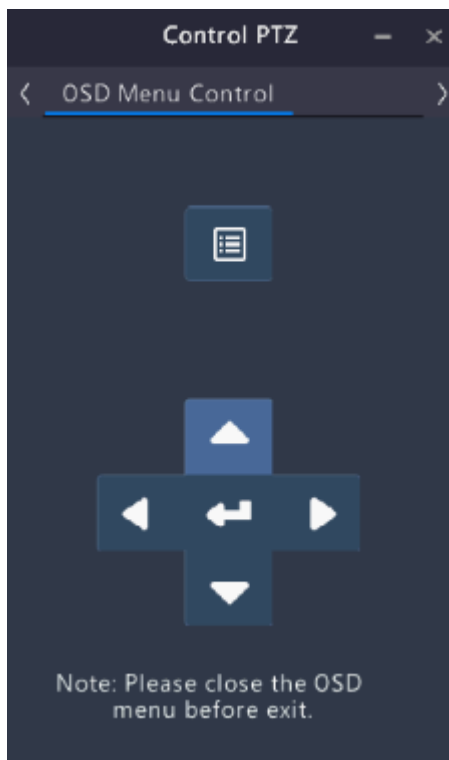 Control PTZ
OSD Menu Control
Note: Please close the OSD
menu before exit.